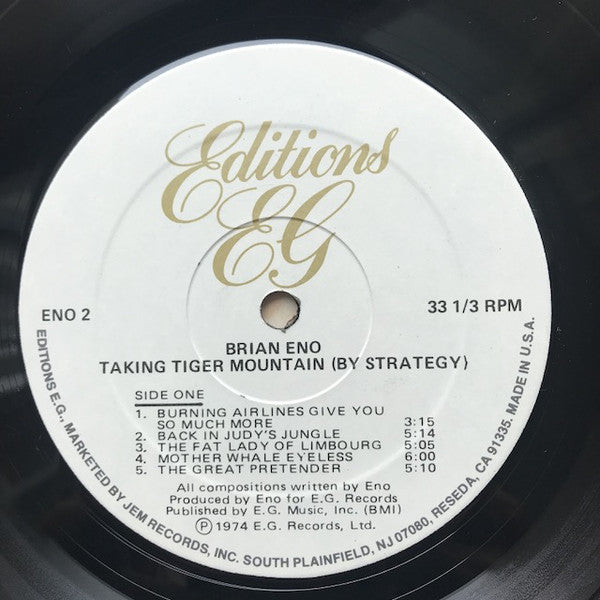 Editions
EG
ENO 2
33 1/3 RPM
BRIAN ENO
TAKING TIGER MOUNTAIN (BY STRATEGY)
SIDE ONE
1. BURNING AIRLINES GIVE YOU
SO MUCH MORE 3:15
2. BACK IN JUDY'S JUNGLE 5:14
3. THE FAT LADY OF LIMBOURG 5:05
4. MOTHER WHALE EYELESS 6:00
5. THE GREAT PRETENDER 5:10
All compositions written by Eno
Produced by Eno for E.G. Records
Published by E.G. Music, Inc. (BMI)
Ⓟ 1974 E.G. Records, Ltd.
EDITIONS E.G., MARKETED BY JEM RECORDS, INC. SOUTH PLAINFIELD, NJ 07080, RESEDA, CA 91335. MADE IN U.S.A.